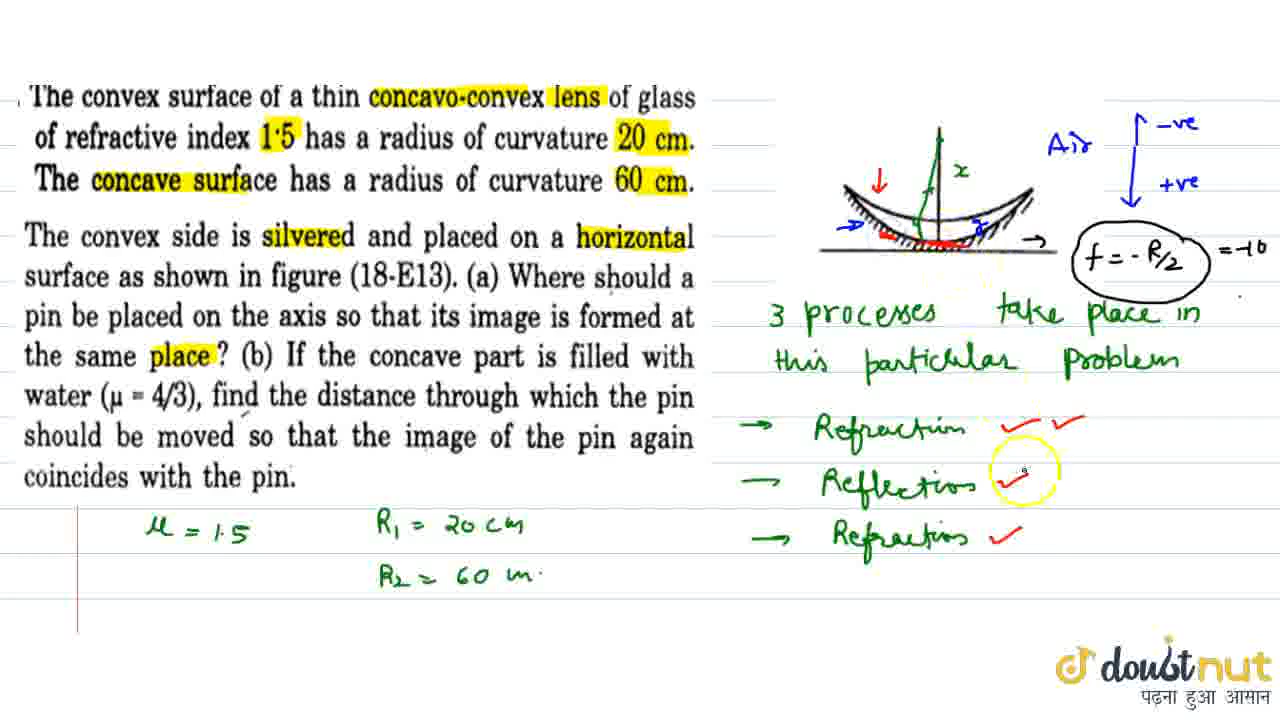 The convex surface of a thin concavo-convex lens of glass
of refractive index 1·5 has a radius of curvature 20 cm.
The concave surface has a radius of curvature 60 cm.
The convex side is silvered and placed on a horizontal
surface as shown in figure (18-E13). (a) Where should a
pin be placed on the axis so that its image is formed at
the same place? (b) If the concave part is filled with
water (μ = 4/3), find the distance through which the pin
should be moved so that the image of the pin again
coincides with the pin.
μ = 1.5
R₁ = 20 cm
R₂ = 60 m.
Air
-ve
+ve
x
f = - R/2
= -10
3 processes take place in
this particular problem
→ Refraction
— Reflection
→ Refraction
doubtnut
पढ़ना हुआ आसान